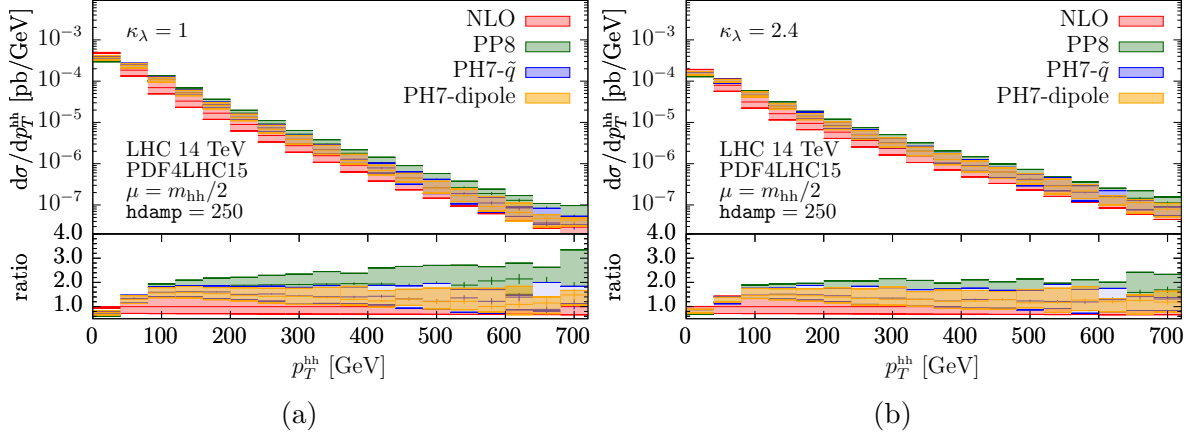 dσ/dp_T^hh [pb/GeV]
10⁻³
10⁻⁴
10⁻⁵
10⁻⁶
10⁻⁷
κ_λ = 1
NLO
PP8
PH7-q̃
PH7-dipole
LHC 14 TeV
PDF4LHC15
μ = m_hh/2
hdamp = 250
ratio
4.0
3.0
2.0
1.0
0 100 200 300 400 500 600 700
p_T^hh [GeV]
(a)
dσ/dp_T^hh [pb/GeV]
10⁻³
10⁻⁴
10⁻⁵
10⁻⁶
10⁻⁷
κ_λ = 2.4
NLO
PP8
PH7-q̃
PH7-dipole
LHC 14 TeV
PDF4LHC15
μ = m_hh/2
hdamp = 250
ratio
4.0
3.0
2.0
1.0
0 100 200 300 400 500 600 700
p_T^hh [GeV]
(b)